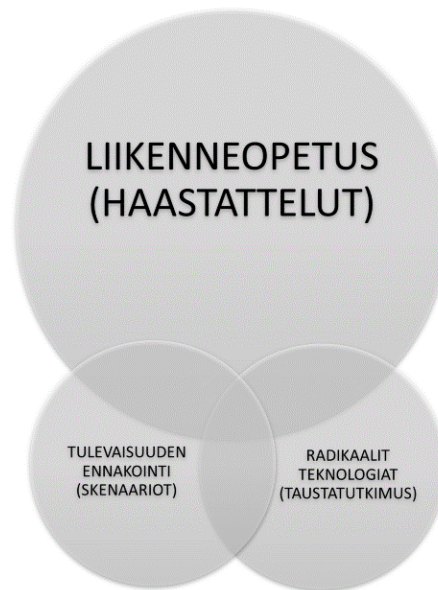 LIIKENNEOPETUS
(HAASTATTELUT)
TULEVAISUUDEN
ENNAKOINTI
(SKENAARIOT)
RADIKAALIT
TEKNOLOGIAT
(TAUSTATUTKIMUS)